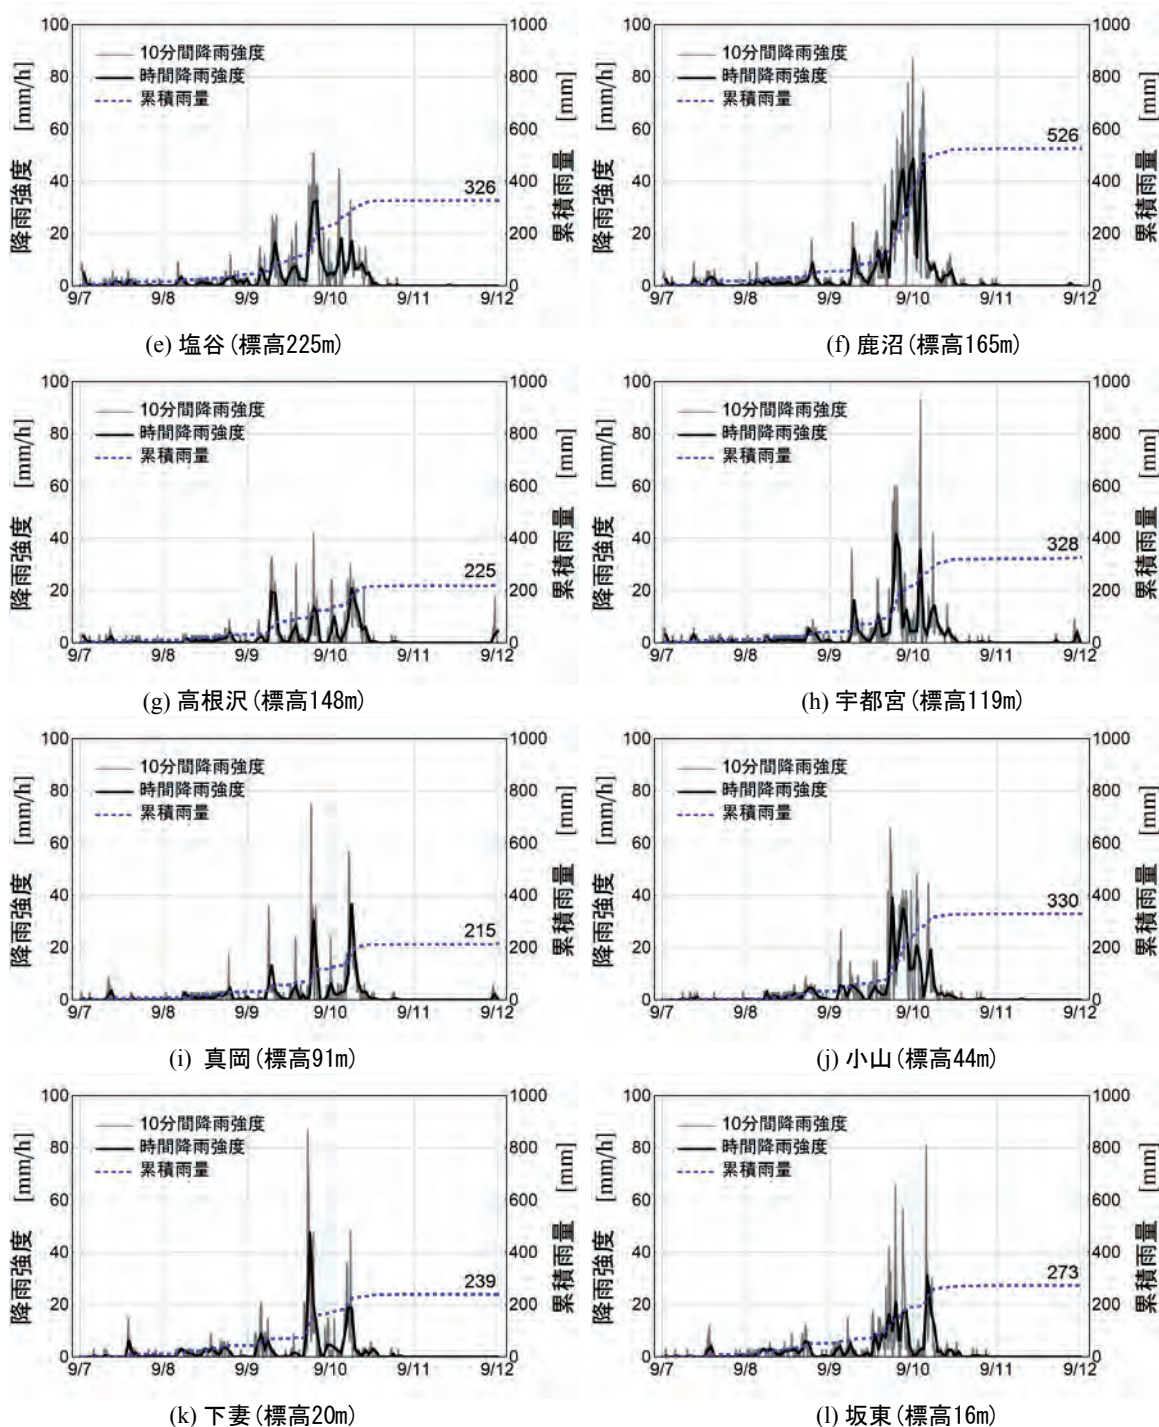 100
80
60
40
20
0
降雨強度 [mm/h]
10分間降雨強度
時間降雨強度
累積雨量
326
1000
800
600
400
200
0
累積雨量 [mm]
9/7 9/8 9/9 9/10 9/11 9/12
(e) 塩谷(標高225m)
100
80
60
40
20
0
降雨強度 [mm/h]
10分間降雨強度
時間降雨強度
累積雨量
526
1000
800
600
400
200
0
累積雨量 [mm]
9/7 9/8 9/9 9/10 9/11 9/12
(f) 鹿沼(標高165m)
100
80
60
40
20
0
降雨強度 [mm/h]
10分間降雨強度
時間降雨強度
累積雨量
225
1000
800
600
400
200
0
累積雨量 [mm]
9/7 9/8 9/9 9/10 9/11 9/12
(g) 高根沢(標高148m)
100
80
60
40
20
0
降雨強度 [mm/h]
10分間降雨強度
時間降雨強度
累積雨量
328
1000
800
600
400
200
0
累積雨量 [mm]
9/7 9/8 9/9 9/10 9/11 9/12
(h) 宇都宮(標高119m)
100
80
60
40
20
0
降雨強度 [mm/h]
10分間降雨強度
時間降雨強度
累積雨量
215
1000
800
600
400
200
0
累積雨量 [mm]
9/7 9/8 9/9 9/10 9/11 9/12
(i) 真岡(標高91m)
100
80
60
40
20
0
降雨強度 [mm/h]
10分間降雨強度
時間降雨強度
累積雨量
330
1000
800
600
400
200
0
累積雨量 [mm]
9/7 9/8 9/9 9/10 9/11 9/12
(j) 小山(標高44m)
100
80
60
40
20
0
降雨強度 [mm/h]
10分間降雨強度
時間降雨強度
累積雨量
239
1000
800
600
400
200
0
累積雨量 [mm]
9/7 9/8 9/9 9/10 9/11 9/12
(k) 下妻(標高20m)
100
80
60
40
20
0
降雨強度 [mm/h]
10分間降雨強度
時間降雨強度
累積雨量
273
1000
800
600
400
200
0
累積雨量 [mm]
9/7 9/8 9/9 9/10 9/11 9/12
(l) 坂東(標高16m)